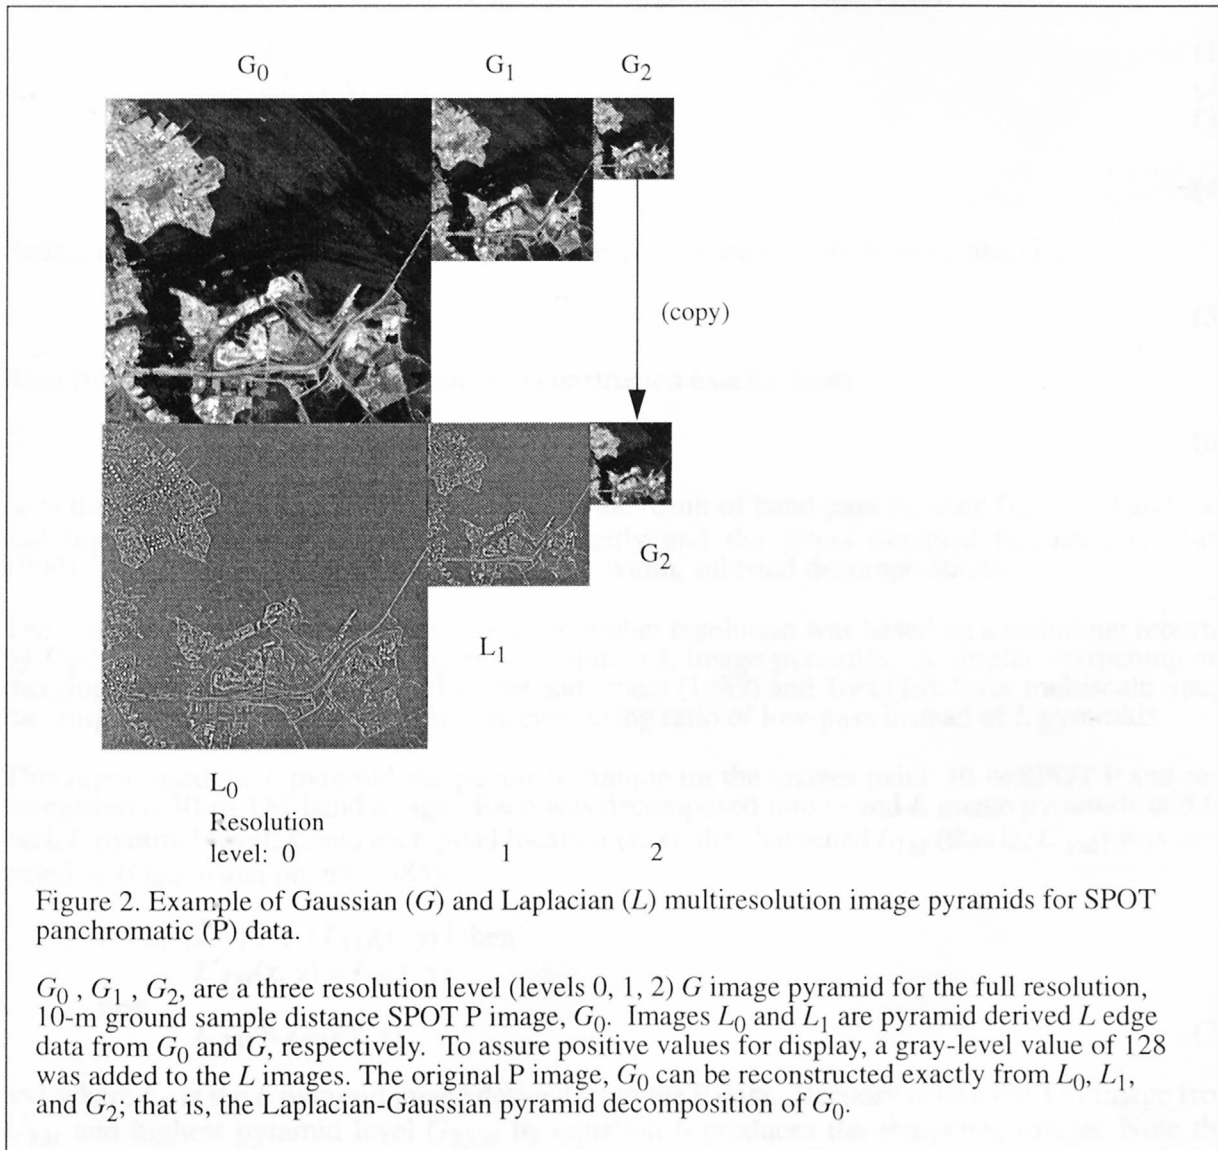 G0 G1 G2
(copy)
G2
L1
L0
Resolution
level: 0 1 2
Figure 2. Example of Gaussian (G) and Laplacian (L) multiresolution image pyramids for SPOT
panchromatic (P) data.
G0 , G1 , G2, are a three resolution level (levels 0, 1, 2) G image pyramid for the full resolution,
10-m ground sample distance SPOT P image, G0. Images L0 and L1 are pyramid derived L edge
data from G0 and G, respectively. To assure positive values for display, a gray-level value of 128
was added to the L images. The original P image, G0 can be reconstructed exactly from L0, L1,
and G2; that is, the Laplacian-Gaussian pyramid decomposition of G0.